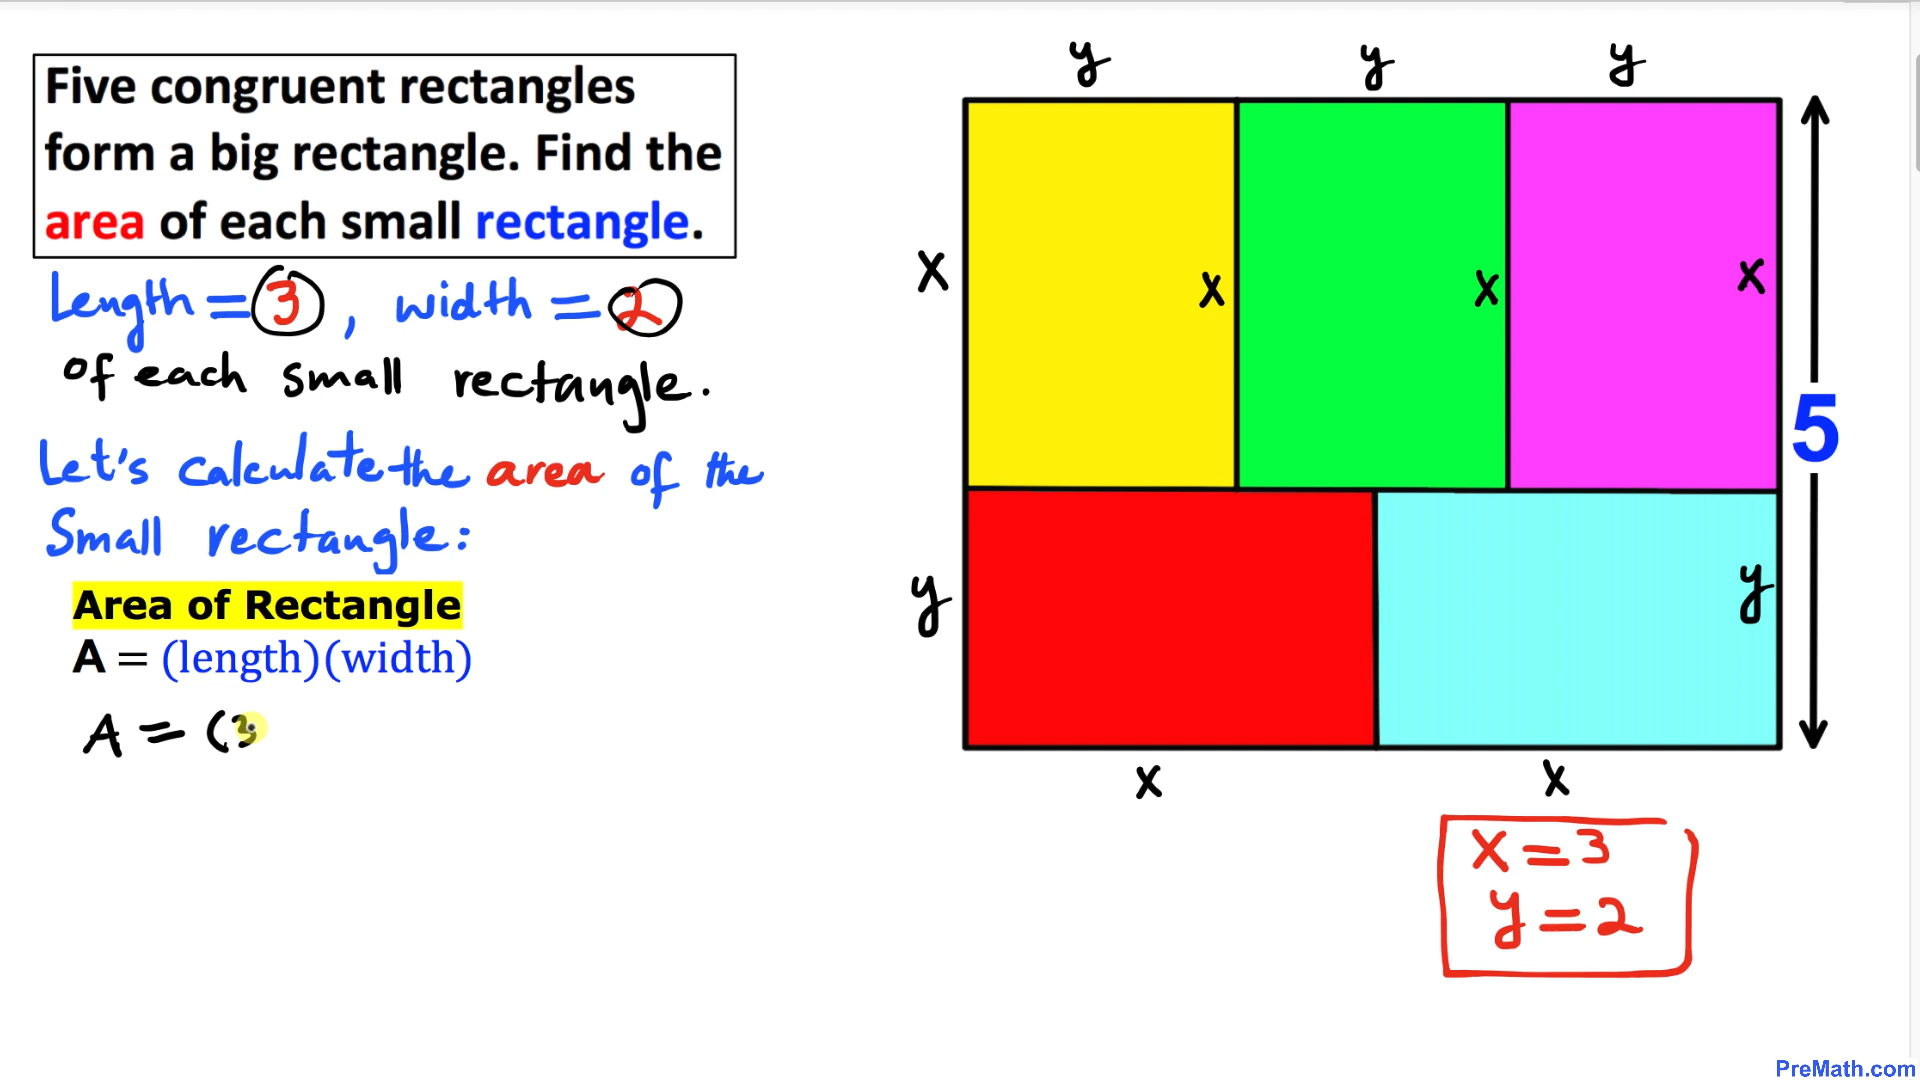 Five congruent rectangles
form a big rectangle. Find the
area of each small rectangle.
Length = 3, width = 2
of each small rectangle.
Let's calculate the area of the
Small rectangle:
Area of Rectangle
A = (length)(width)
A = (3
y y y
x x x x
5
y y
x x
x = 3
y = 2
PreMath.com